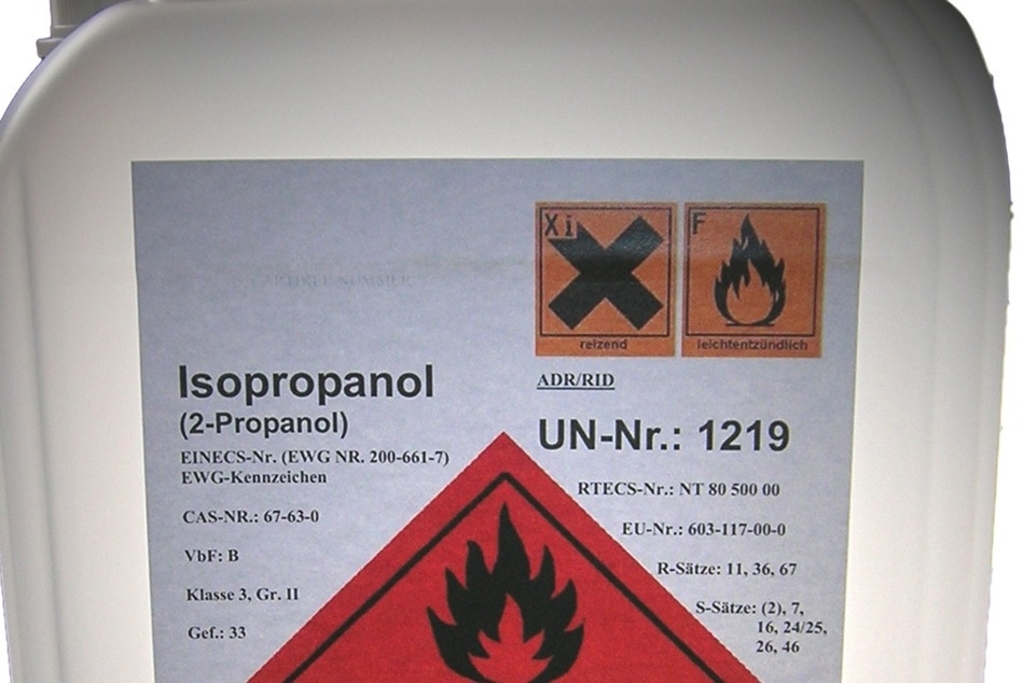 Xi
F
reizend
leichtentzündlich
ARTIKEL NUMMER
Isopropanol
(2-Propanol)
EINECS-Nr. (EWG NR. 200-661-7)
EWG-Kennzeichen
CAS-NR.: 67-63-0
VbF: B
Klasse 3, Gr. II
Gef.: 33
ADR/RID
UN-Nr.: 1219
RTECS-Nr.: NT 80 500 00
EU-Nr.: 603-117-00-0
R-Sätze: 11, 36, 67
S-Sätze: (2), 7,
16, 24/25,
26, 46